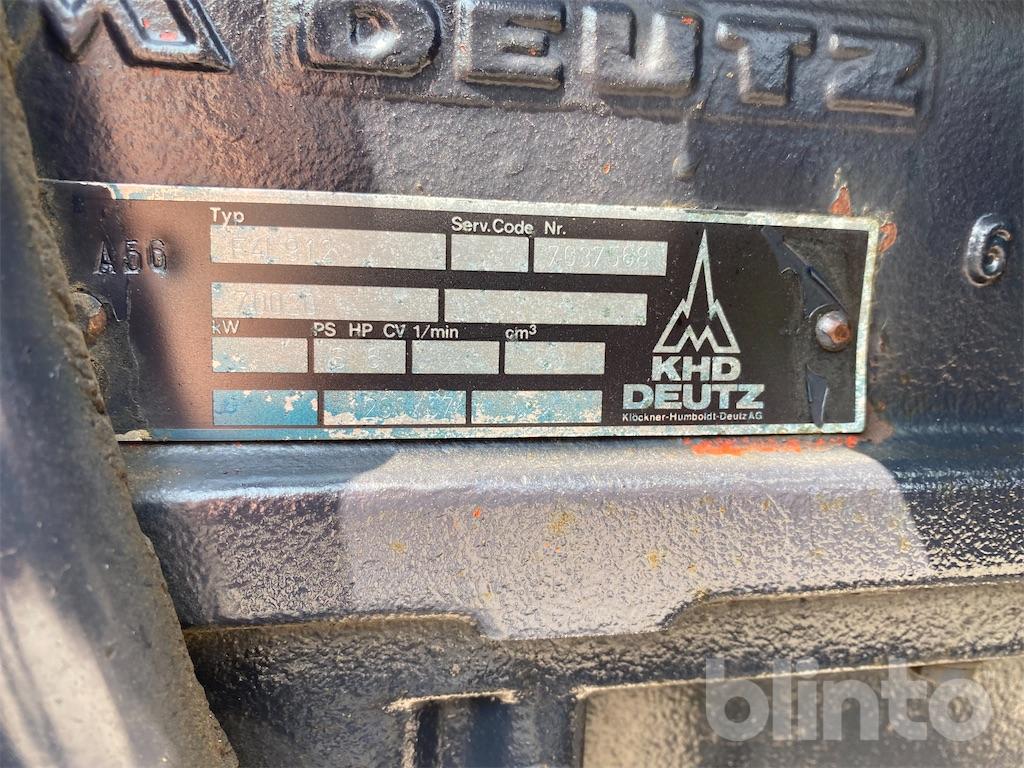 DEUTZ
Typ Serv.Code Nr.
F4L912 7037568
A56
6
kW PS HP CV 1/min cm³
KHD
DEUTZ
Klöckner-Humboldt-Deutz AG
blinto